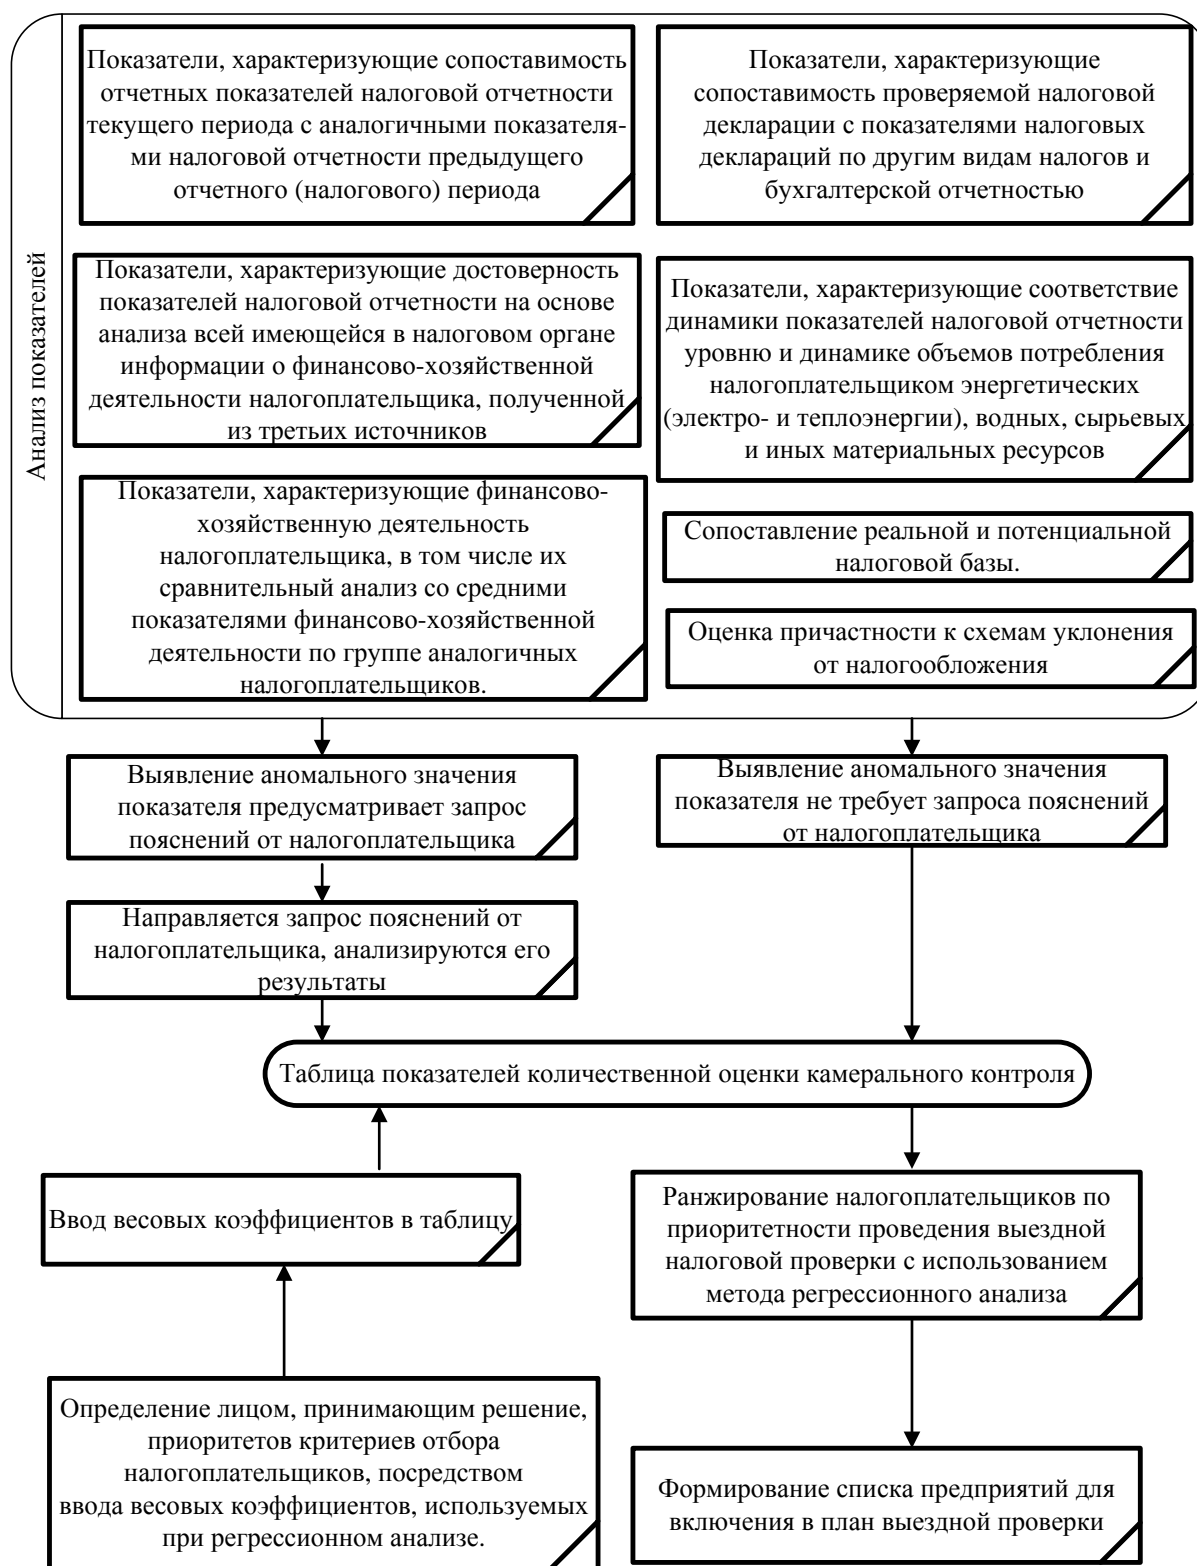 Анализ показателей
Показатели, характеризующие сопоставимость
отчетных показателей налоговой отчетности
текущего периода с аналогичными показателя-
ми налоговой отчетности предыдущего
отчетного (налогового) периода
Показатели, характеризующие
сопоставимость проверяемой налоговой
декларации с показателями налоговых
деклараций по другим видам налогов и
бухгалтерской отчетностью
Показатели, характеризующие достоверность
показателей налоговой отчетности на основе
анализа всей имеющейся в налоговом органе
информации о финансово-хозяйственной
деятельности налогоплательщика, полученной
из третьих источников
Показатели, характеризующие соответствие
динамики показателей налоговой отчетности
уровню и динамике объемов потребления
налогоплательщиком энергетических
(электро- и теплоэнергии), водных, сырьевых
и иных материальных ресурсов
Показатели, характеризующие финансово-
хозяйственную деятельность
налогоплательщика, в том числе их
сравнительный анализ со средними
показателями финансово-хозяйственной
деятельности по группе аналогичных
налогоплательщиков.
Сопоставление реальной и потенциальной
налоговой базы.
Оценка причастности к схемам уклонения
от налогообложения
Выявление аномального значения
показателя предусматривает запрос
пояснений от налогоплательщика
Выявление аномального значения
показателя не требует запроса пояснений
от налогоплательщика
Направляется запрос пояснений от
налогоплательщика, анализируются его
результаты
Таблица показателей количественной оценки камерального контроля
Ввод весовых коэффициентов в таблицу
Ранжирование налогоплательщиков по
приоритетности проведения выездной
налоговой проверки с использованием
метода регрессионного анализа
Определение лицом, принимающим решение,
приоритетов критериев отбора
налогоплательщиков, посредством
ввода весовых коэффициентов, используемых
при регрессионном анализе.
Формирование списка предприятий для
включения в план выездной проверки